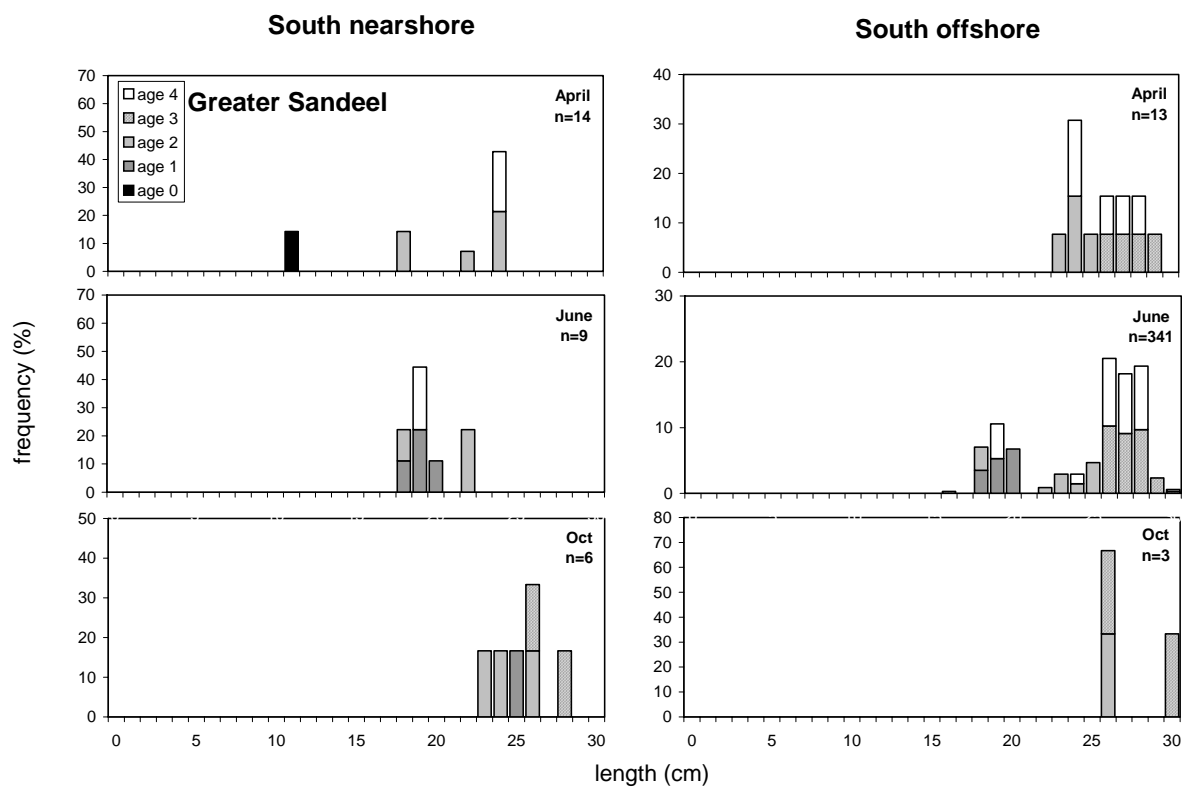 South nearshore
South offshore
70
60
50
40
30
20
10
0
age 4
age 3
age 2
age 1
age 0
Greater Sandeel
April
n=14
40
30
20
10
0
April
n=13
70
60
50
40
30
20
10
0
June
n=9
30
20
10
0
June
n=341
frequency (%)
50
40
30
20
10
0
Oct
n=6
0 5 10 15 20 25 30
80
70
60
50
40
30
20
10
0
Oct
n=3
0 5 10 15 20 25 30
length (cm)